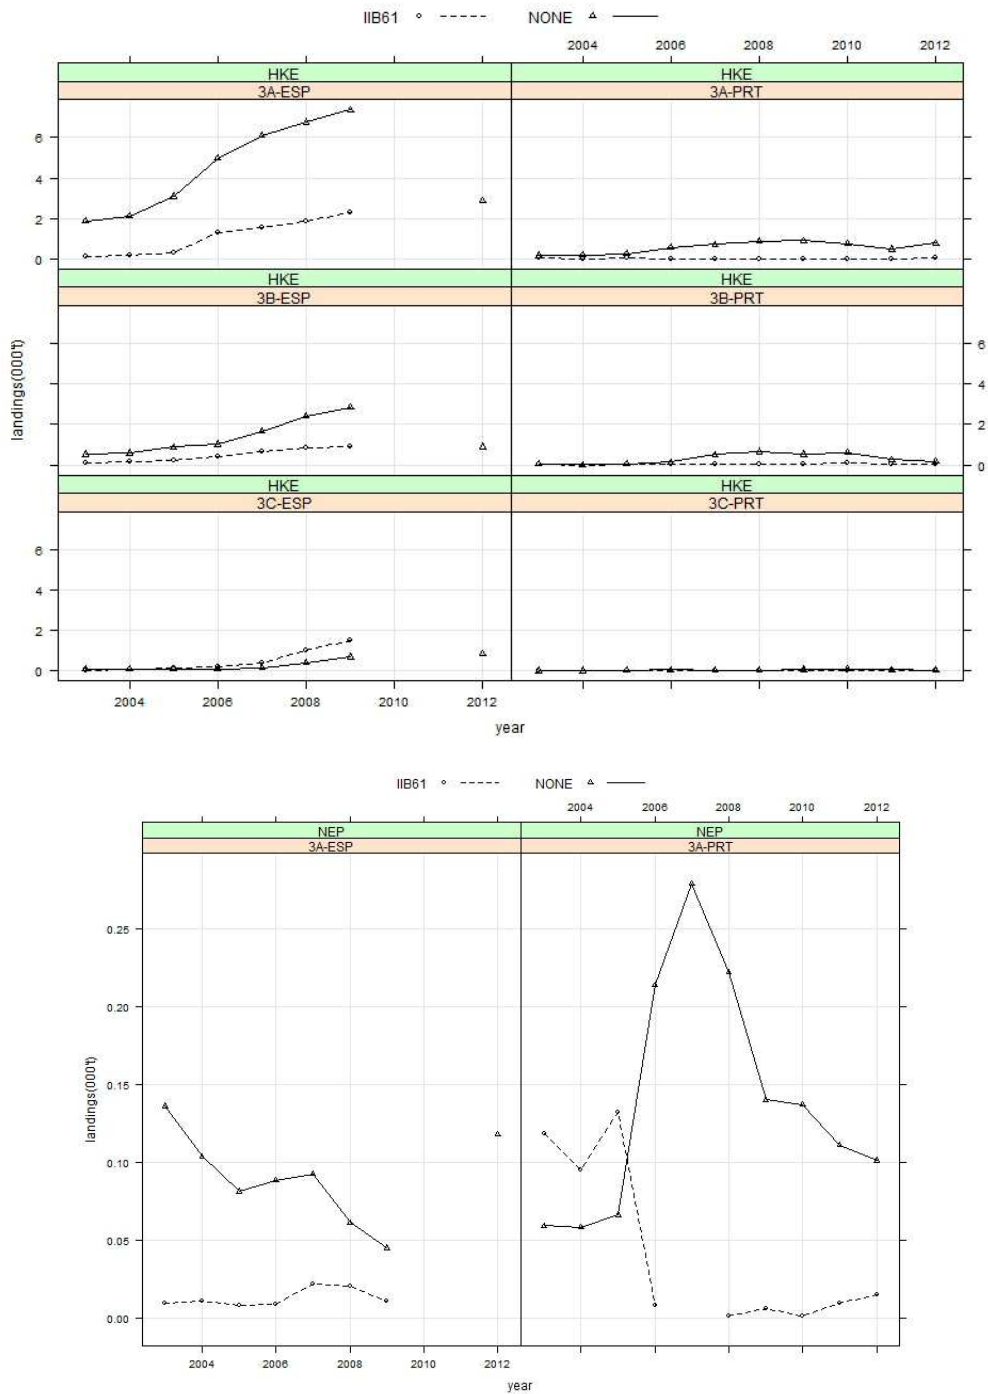 IIB61 NONE
2004 2006 2008 2010 2012
HKE HKE
3A-ESP 3A-PRT
6
4
2
0
HKE HKE
3B-ESP 3B-PRT
6
4
2
0
landings(000't)
HKE HKE
3C-ESP 3C-PRT
6
4
2
0
2004 2006 2008 2010 2012
year
IIB61 NONE
2004 2006 2008 2010 2012
NEP NEP
3A-ESP 3A-PRT
0.25
0.20
0.15
0.10
0.05
0.00
landings(000't)
2004 2006 2008 2010 2012
year